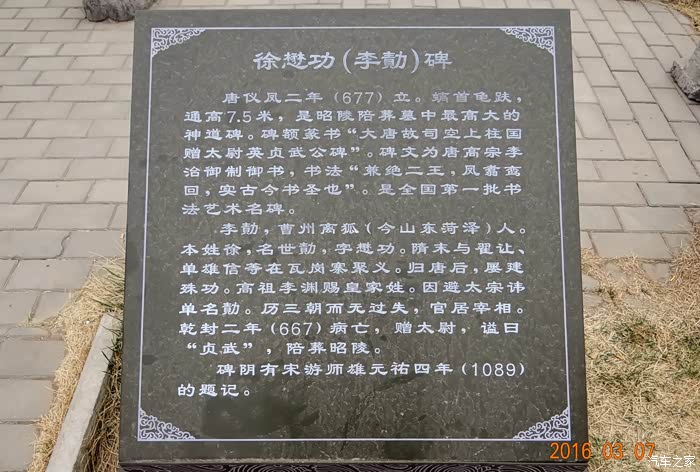 徐懋功(李勣)碑
唐仪凤二年(677)立。螭首龟趺,
通高7.5米,是昭陵陪葬墓中最高大的
神道碑。碑额篆书“大唐故司空上柱国
赠太尉英贞武公碑”。碑文为唐高宗李
治御制御书,书法“兼绝二王,凤翥鸾
回,实古今书圣也”。是全国第一批书
法艺术名碑。
李勣,曹州离狐(今山东菏泽)人。
本姓徐,名世勣,字懋功。隋末与翟让、
单雄信等在瓦岗寨聚义。归唐后,屡建
殊功。高祖李渊赐皇家姓。因避太宗讳
单名勣。历三朝而无过失,官居宰相。
乾封二年(667)病亡,赠太尉,谥曰
“贞武”,陪葬昭陵。
碑阴有宋游师雄元祐四年(1089)
的题记。
2016 03 07
汽车之家